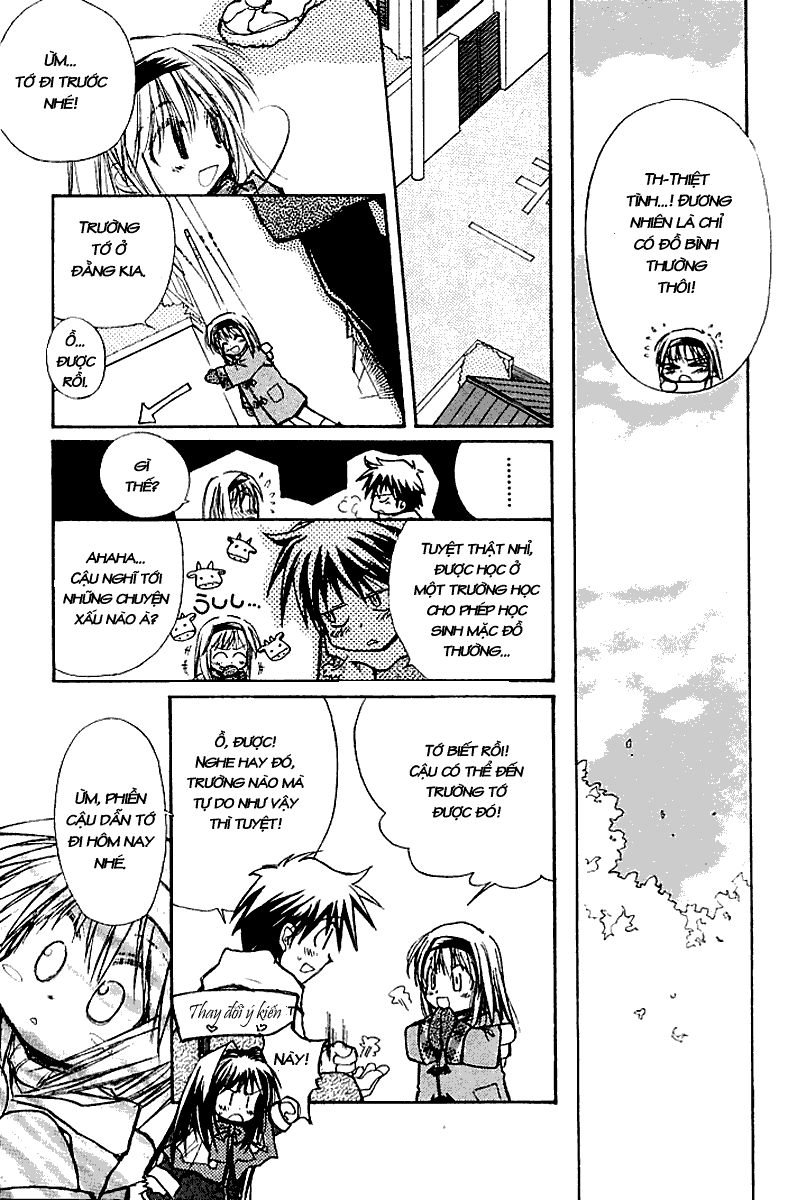 TH-THIỆT
TÌNH...! ĐƯƠNG
NHIÊN LÀ CHỈ
CÓ ĐỒ BÌNH
THƯỜNG
THÔI!
ỪM...
TỚ ĐI TRƯỚC
NHÉ!
TRƯỜNG
TỚ Ở
ĐẰNG KIA.
Ồ...
ĐƯỢC
RỒI.
........
GÌ
THẾ?
TUYỆT THẬT NHỈ,
ĐƯỢC HỌC Ở
MỘT TRƯỜNG HỌC
CHO PHÉP HỌC
SINH MẶC ĐỒ
THƯỜNG...
AHAHA...
CẬU NGHĨ TỚI
NHỮNG CHUYỆN
XẤU NÀO À?
うしし...
TỚ BIẾT RỒI!
CẬU CÓ THỂ ĐẾN
TRƯỜNG TỚ
ĐƯỢC ĐÓ!
Ồ, ĐƯỢC!
NGHE HAY ĐÓ,
TRƯỜNG NÀO MÀ
TỰ DO NHƯ VẬY
THÌ TUYỆT!
Thay đổi ý kiến
NÀY!
ỪM, PHIỀN
CẬU DẪN TỚ
ĐI HÔM NAY
NHÉ.